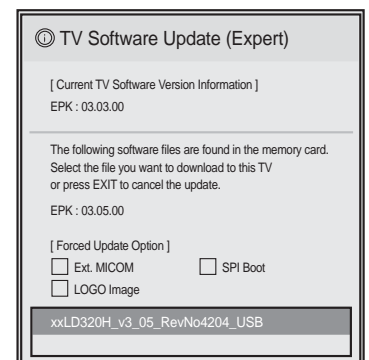 TV Software Update (Expert)
[ Current TV Software Version Information ]
EPK : 03.03.00
The following software files are found in the memory card.
Select the file you want to download to this TV
or press EXIT to cancel the update.
EPK : 03.05.00
[ Forced Update Option ]
Ext. MICOM SPI Boot
LOGO Image
xxLD320H_v3_05_RevNo4204_USB